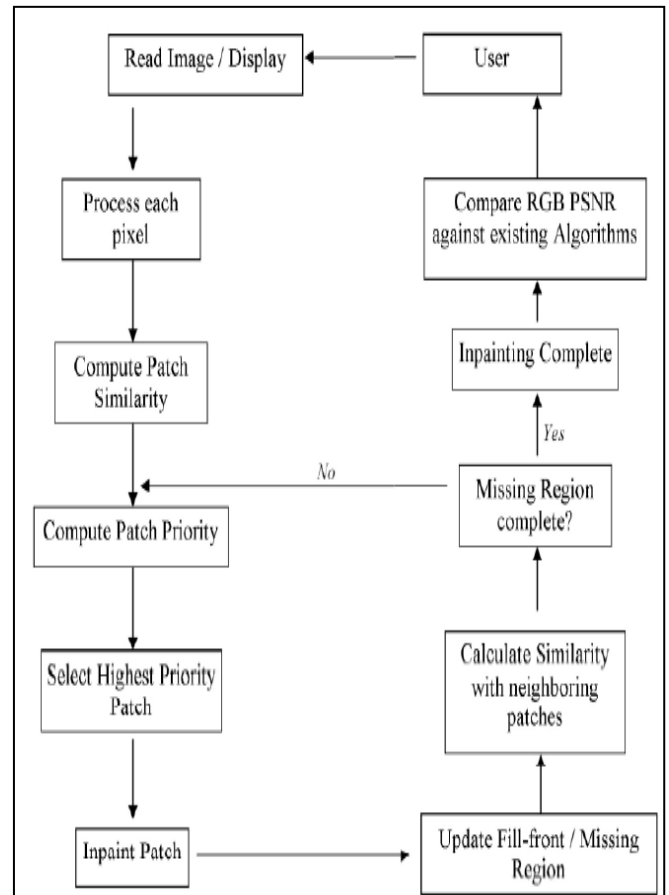 Read Image / Display
User
Process each
pixel
Compare RGB PSNR
against existing Algorithms
Compute Patch
Similarity
Inpainting Complete
Yes
No
Missing Region
complete?
Compute Patch Priority
Select Highest Priority
Patch
Calculate Similarity
with neighboring
patches
Inpaint Patch
Update Fill-front / Missing
Region